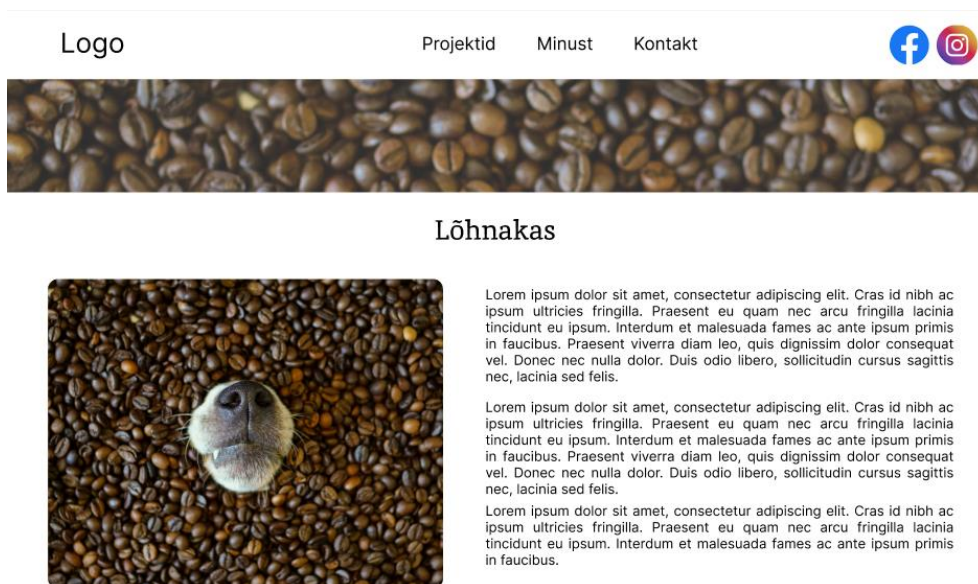 Logo
Projektid Minust Kontakt
Lõhnakas
Lorem ipsum dolor sit amet, consectetur adipiscing elit. Cras id nibh ac
ipsum ultricies fringilla. Praesent eu quam nec arcu fringilla lacinia
tincidunt eu ipsum. Interdum et malesuada fames ac ante ipsum primis
in faucibus. Praesent viverra diam leo, quis dignissim dolor consequat
vel. Donec nec nulla dolor. Duis odio libero, sollicitudin cursus sagittis
nec, lacinia sed felis.
Lorem ipsum dolor sit amet, consectetur adipiscing elit. Cras id nibh ac
ipsum ultricies fringilla. Praesent eu quam nec arcu fringilla lacinia
tincidunt eu ipsum. Interdum et malesuada fames ac ante ipsum primis
in faucibus. Praesent viverra diam leo, quis dignissim dolor consequat
vel. Donec nec nulla dolor. Duis odio libero, sollicitudin cursus sagittis
nec, lacinia sed felis.
Lorem ipsum dolor sit amet, consectetur adipiscing elit. Cras id nibh ac
ipsum ultricies fringilla. Praesent eu quam nec arcu fringilla lacinia
tincidunt eu ipsum. Interdum et malesuada fames ac ante ipsum primis
in faucibus.